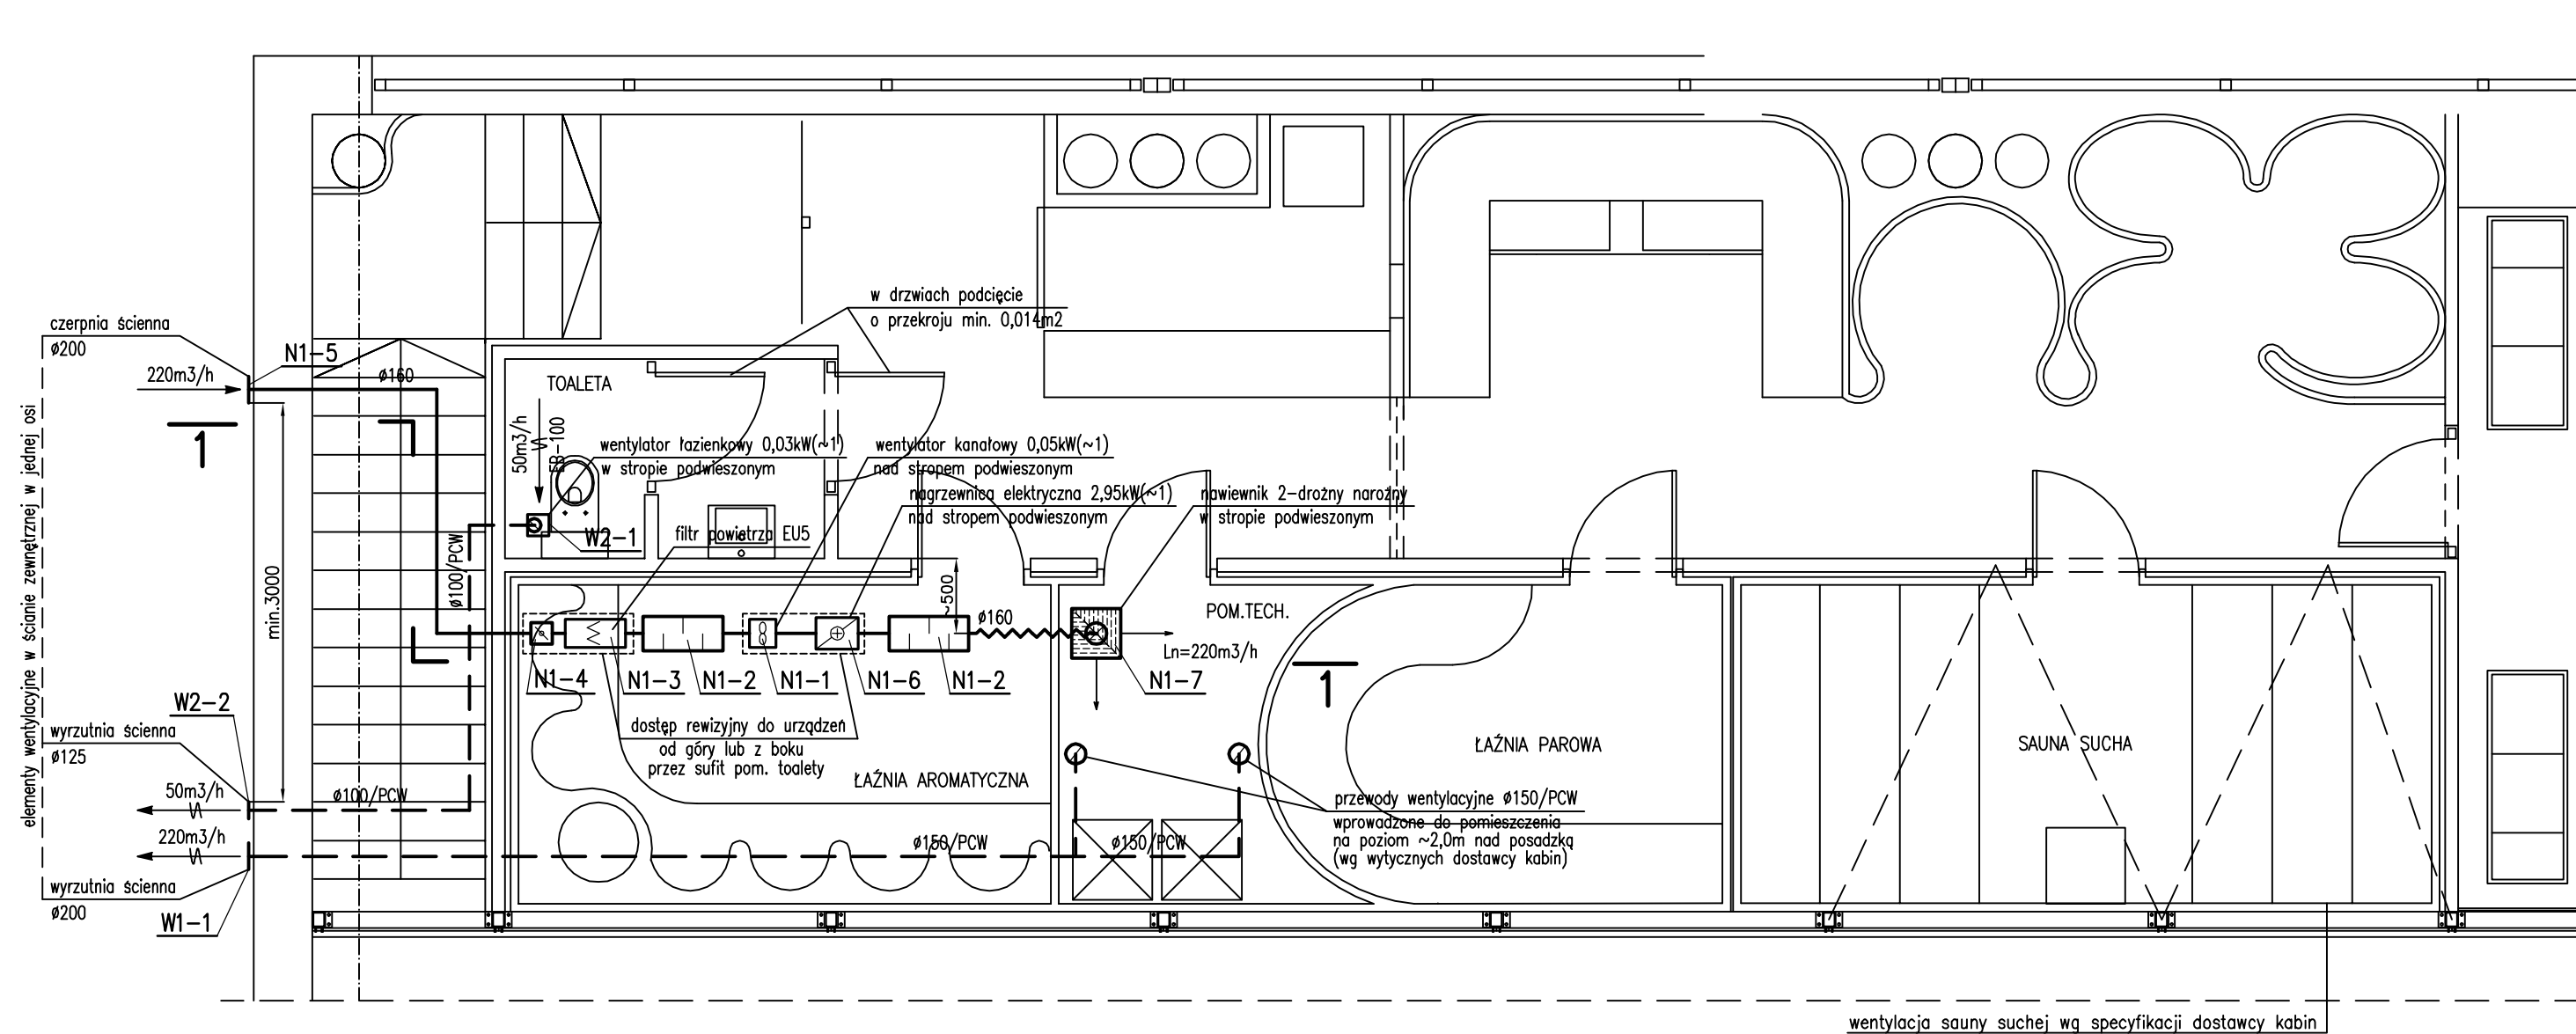 w drzwiach podcięcie
o przekroju min. 0,014m2
czerpnia ścienna
ø200
N1-5
220m3/h
ø160
TOALETA
1
50m3/h
EB-100
wentylator łazienkowy 0,03kW(~1)
w stropie podwieszonym
wentylator kanałowy 0,05kW(~1)
nad stropem podwieszonym
nagrzewnica elektryczna 2,95kW(~1)
nad stropem podwieszonym
nawiewnik 2-drożny narożny
w stropie podwieszonym
W2-1
filtr powietrza EU5
ø100/PCW
min.3000
~500
ø160
POM.TECH.
Ln=220m3/h
elementy wentylacyjne w ścianie zewnętrznej w jednej osi
N1-4
N1-3
N1-2
N1-1
N1-6
N1-2
N1-7
1
W2-2
wyrzutnia ścienna
ø125
dostęp rewizyjny do urządzeń
od góry lub z boku
przez sufit pom. toalety
ŁAŹNIA AROMATYCZNA
ŁAŹNIA PAROWA
SAUNA SUCHA
50m3/h
ø100/PCW
przewody wentylacyjne ø150/PCW
wprowadzone do pomieszczenia
na poziom ~2,0m nad posadzką
(wg wytycznych dostawcy kabin)
220m3/h
ø150/PCW
ø150/PCW
wyrzutnia ścienna
ø200
W1-1
wentylacja sauny suchej wg specyfikacji dostawcy kabin